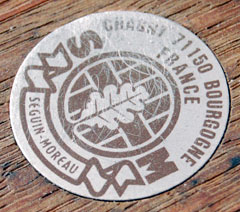 CHAGNY 71150 BOURGOGNE
FRANCE
SEGUIN-MOREAU
S
M